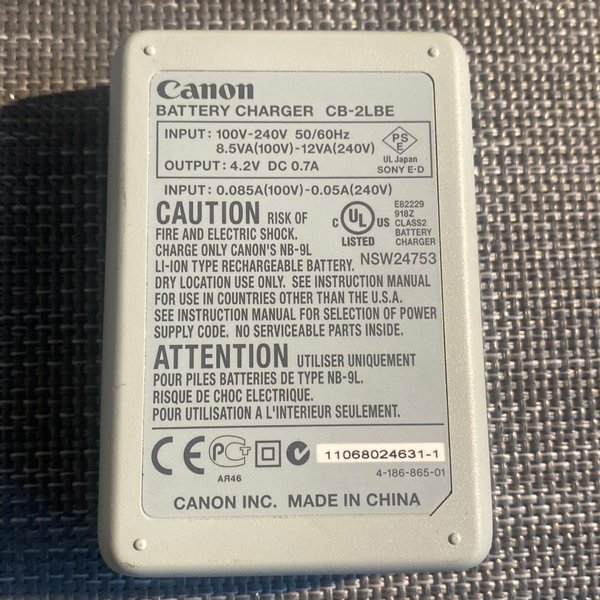 Canon
BATTERY CHARGER CB-2LBE
INPUT: 100V-240V 50/60Hz
8.5VA(100V)-12VA(240V)
OUTPUT: 4.2V DC 0.7A
PS
E
UL Japan
SONY E·D
INPUT: 0.085A(100V)-0.05A(240V)
CAUTION RISK OF
FIRE AND ELECTRIC SHOCK.
CHARGE ONLY CANON'S NB-9L
LI-ION TYPE RECHARGEABLE BATTERY.
C UL US
LISTED
E82229
918Z
CLASS2
BATTERY
CHARGER
NSW24753
DRY LOCATION USE ONLY. SEE INSTRUCTION MANUAL
FOR USE IN COUNTRIES OTHER THAN THE U.S.A.
SEE INSTRUCTION MANUAL FOR SELECTION OF POWER
SUPPLY CODE. NO SERVICEABLE PARTS INSIDE.
ATTENTION UTILISER UNIQUEMENT
POUR PILES BATTERIES DE TYPE NB-9L.
RISQUE DE CHOC ELECTRIQUE.
POUR UTILISATION A L'INTERIEUR SEULEMENT.
CE PCT
АЯ46
11068024631-1
4-186-865-01
CANON INC. MADE IN CHINA